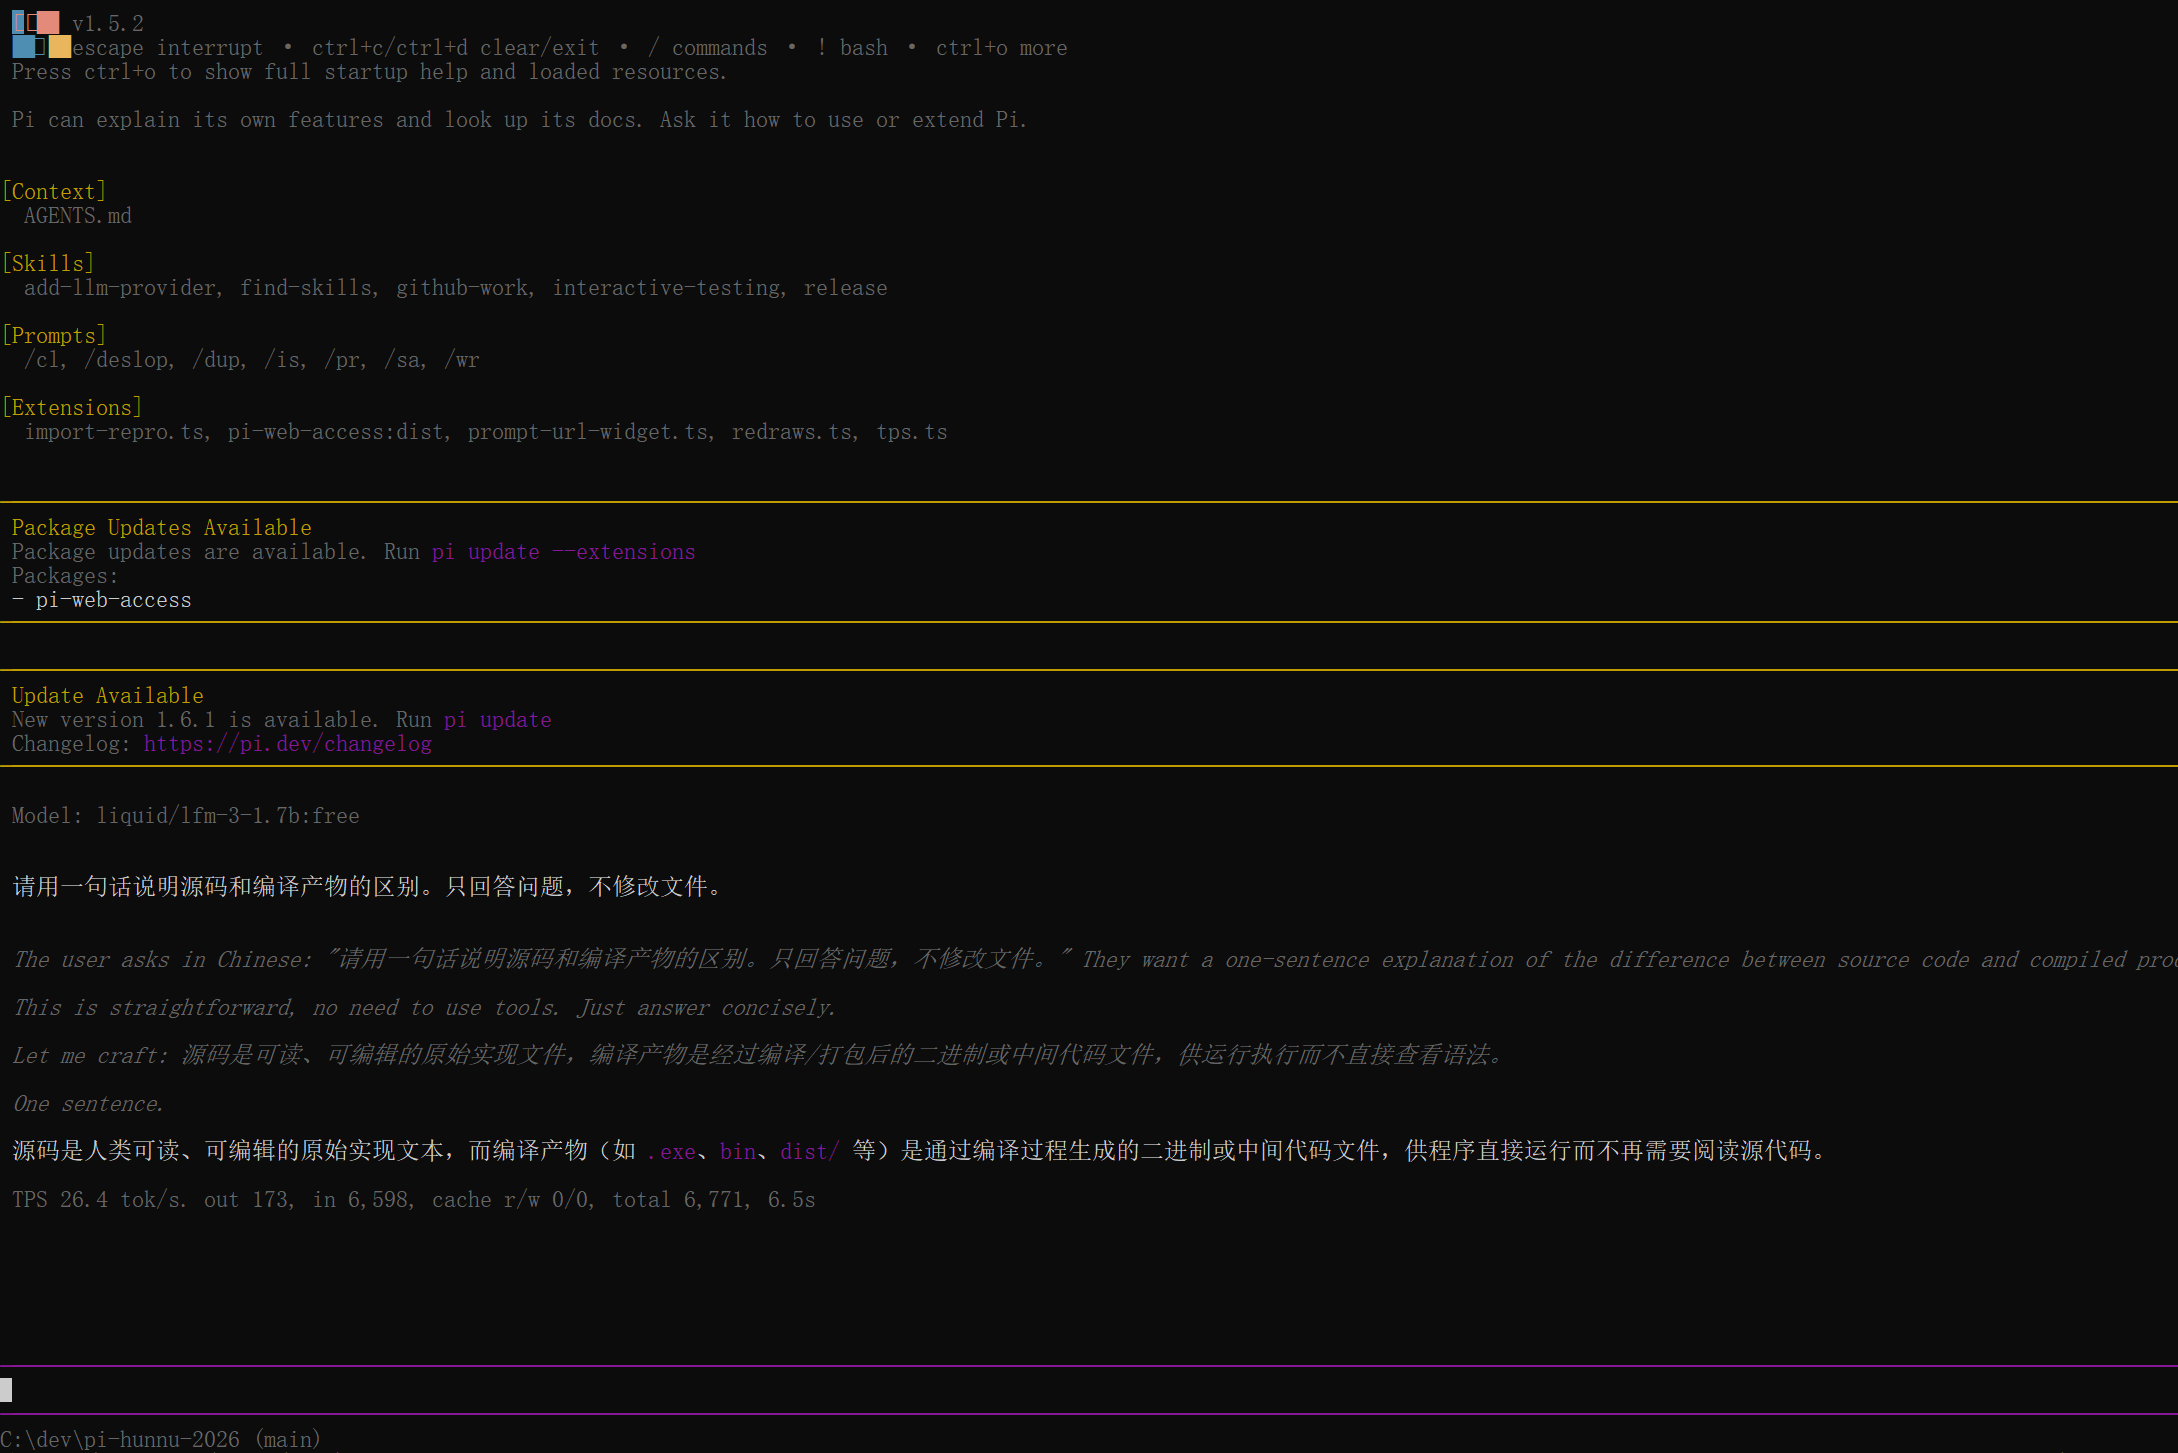 v1.5.2
escape interrupt • ctrl+c/ctrl+d clear/exit • / commands • ! bash • ctrl+o more
Press ctrl+o to show full startup help and loaded resources.
Pi can explain its own features and look up its docs. Ask it how to use or extend Pi.
[Context]
AGENTS.md
[Skills]
add-llm-provider, find-skills, github-work, interactive-testing, release
[Prompts]
/cl, /deslop, /dup, /is, /pr, /sa, /wr
[Extensions]
import-repro.ts, pi-web-access:dist, prompt-url-widget.ts, redraws.ts, tps.ts
Package Updates Available
Package updates are available. Run pi update --extensions
Packages:
- pi-web-access
Update Available
New version 1.6.1 is available. Run pi update
Changelog: https://pi.dev/changelog
Model: liquid/lfm-3-1.7b:free
请用一句话说明源码和编译产物的区别。只回答问题，不修改文件。
The user asks in Chinese: "请用一句话说明源码和编译产物的区别。只回答问题，不修改文件。" They want a one-sentence explanation of the difference between source code and compiled
This is straightforward, no need to use tools. Just answer concisely.
Let me craft: 源码是可读、可编辑的原始实现文件，编译产物是经过编译/打包后的二进制或中间代码文件，供运行执行而不直接查看语法。
One sentence.
源码是人类可读、可编辑的原始实现文本，而编译产物（如 .exe、bin、dist/ 等）是通过编译过程生成的二进制或中间代码文件，供程序直接运行而不再需要阅读源代码。
TPS 26.4 tok/s. out 173, in 6,598, cache r/w 0/0, total 6,771, 6.5s
C:\dev\pi-hunnu-2026 (main)